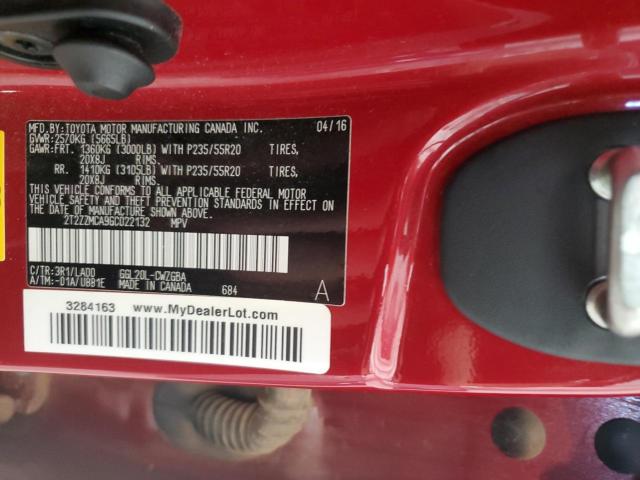 MFD.BY:TOYOTA MOTOR MANUFACTURING CANADA INC. 04/16
GVWR:2570KG (5665LB)
GAWR:FRT. 1360KG (3000LB) WITH P235/55R20 TIRES,
20X8J RIMS,
RR. 1410KG (3105LB) WITH P235/55R20 TIRES,
20X8J RIMS.
THIS VEHICLE CONFORMS TO ALL APPLICABLE FEDERAL MOTOR
VEHICLE SAFETY AND THEFT PREVENTION STANDARDS IN EFFECT ON
THE DATE OF MANUFACTURE SHOWN ABOVE.
2T2ZZMCA9GC022132 MPV
C/TR:3R1/LA00 GGL20L-CWZGBA
A/TM:-01A/UBB1E MADE IN CANADA 684 A
3284163 www.MyDealerLot.com